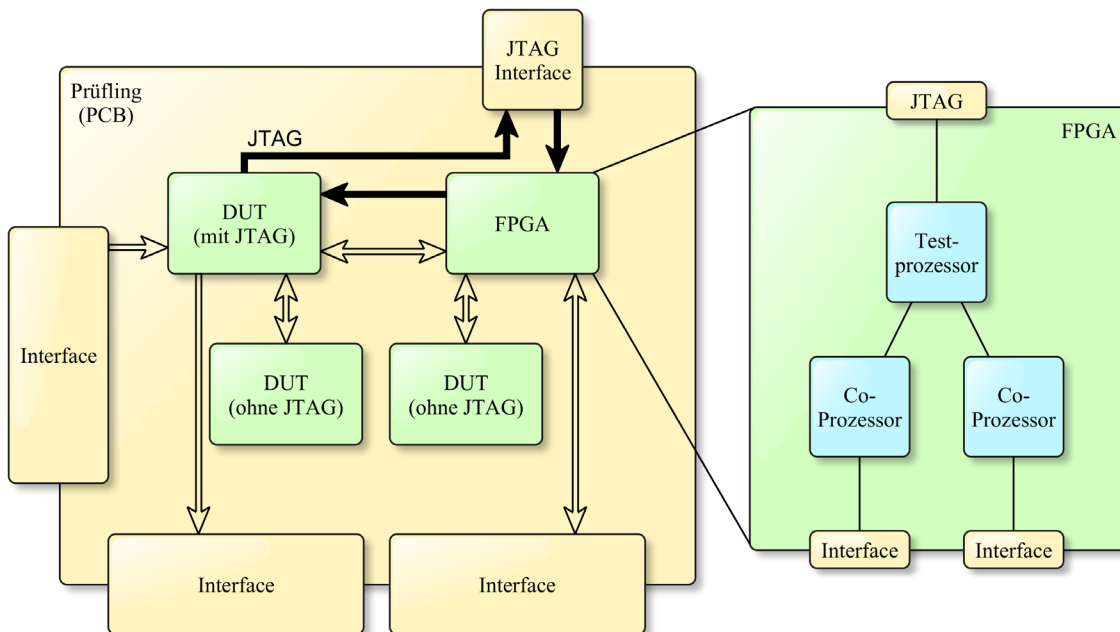 JTAG
Interface
Prüfling
(PCB)
JTAG
DUT
(mit JTAG)
FPGA
Interface
DUT
(ohne JTAG)
DUT
(ohne JTAG)
Interface
Interface
JTAG
FPGA
Test-
prozessor
Co-
Prozessor
Co-
Prozessor
Interface
Interface